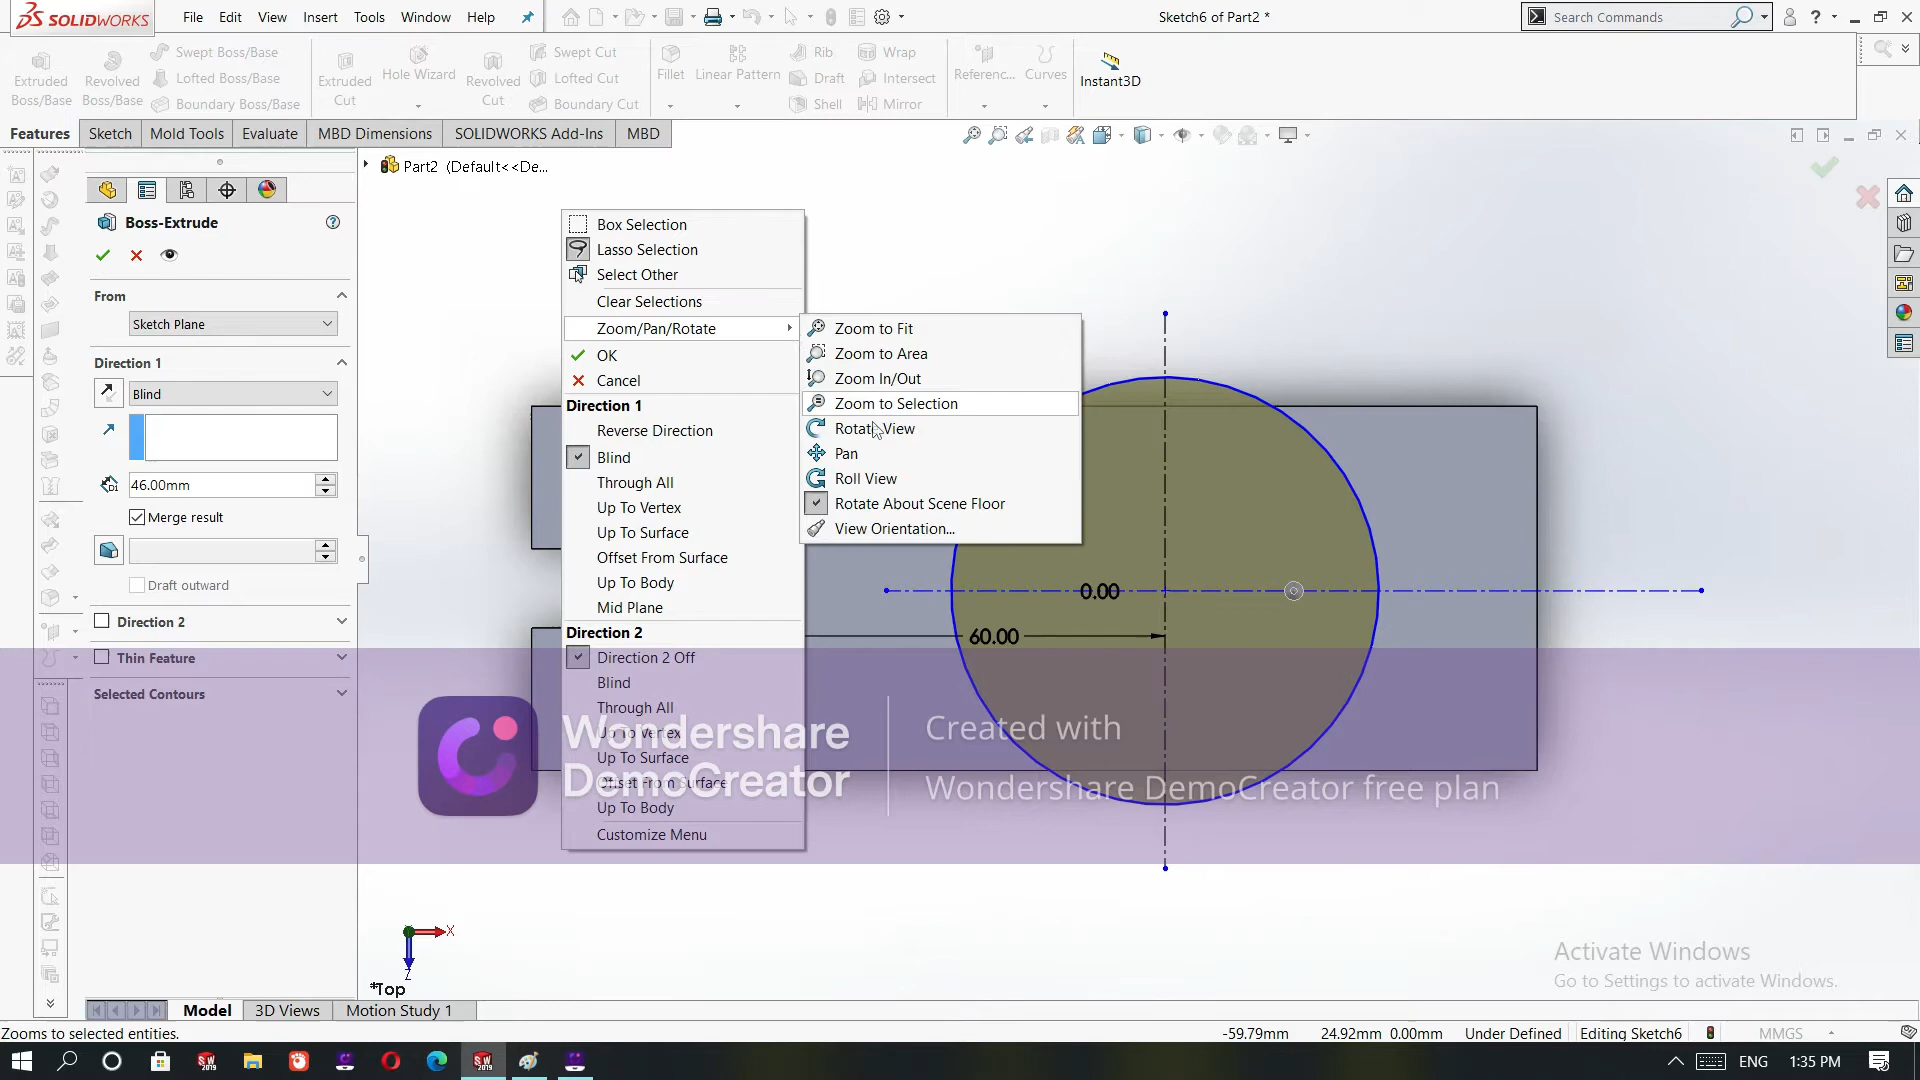 SOLIDWORKS File Edit View Insert Tools Window Help Sketch6 of Part2 * Search Commands
Extruded Boss/Base
Revolved Boss/Base
Swept Boss/Base
Lofted Boss/Base
Boundary Boss/Base
Extruded Cut
Hole Wizard
Revolved Cut
Swept Cut
Lofted Cut
Boundary Cut
Fillet
Linear Pattern
Rib
Draft
Shell
Wrap
Intersect
Mirror
Referenc...
Curves
Instant3D
Features Sketch Mold Tools Evaluate MBD Dimensions SOLIDWORKS Add-Ins MBD
Part2 (Default<<De...
Boss-Extrude
From
Sketch Plane
Direction 1
Blind
46.00mm
Merge result
Draft outward
Direction 2
Thin Feature
Selected Contours
Box Selection
Lasso Selection
Select Other
Clear Selections
Zoom/Pan/Rotate
OK
Cancel
Direction 1
Reverse Direction
Blind
Through All
Up To Vertex
Up To Surface
Offset From Surface
Up To Body
Mid Plane
Direction 2
Direction 2 Off
Blind
Through All
Up To Vertex
Up To Surface
Offset From Surface
Up To Body
Customize Menu
Zoom to Fit
Zoom to Area
Zoom In/Out
Zoom to Selection
Rotate View
Pan
Roll View
Rotate About Scene Floor
View Orientation...
0.00
60.00
Wondershare
DemoCreator
Created with
Wondershare DemoCreator free plan
X
Z
*Top
Activate Windows
Go to Settings to activate Windows.
Model 3D Views Motion Study 1
Zooms to selected entities. -59.79mm 24.92mm 0.00mm Under Defined Editing Sketch6 MMGS
ENG 1:35 PM